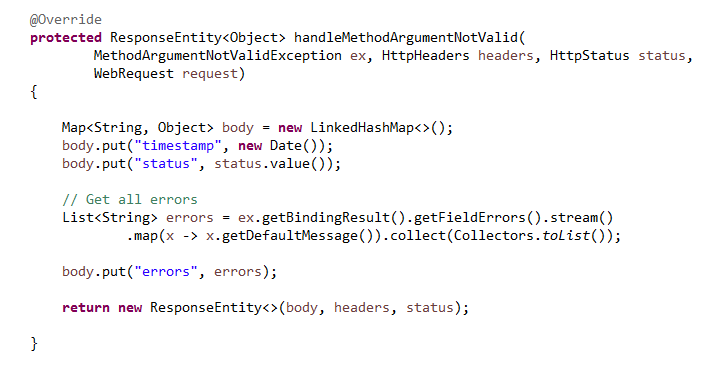 @Override
protected ResponseEntity<Object> handleMethodArgumentNotValid(
MethodArgumentNotValidException ex, HttpHeaders headers, HttpStatus status,
WebRequest request)
{
Map<String, Object> body = new LinkedHashMap<>();
body.put("timestamp", new Date());
body.put("status", status.value());
// Get all errors
List<String> errors = ex.getBindingResult().getFieldErrors().stream()
.map(x -> x.getDefaultMessage()).collect(Collectors.toList());
body.put("errors", errors);
return new ResponseEntity<>(body, headers, status);
}